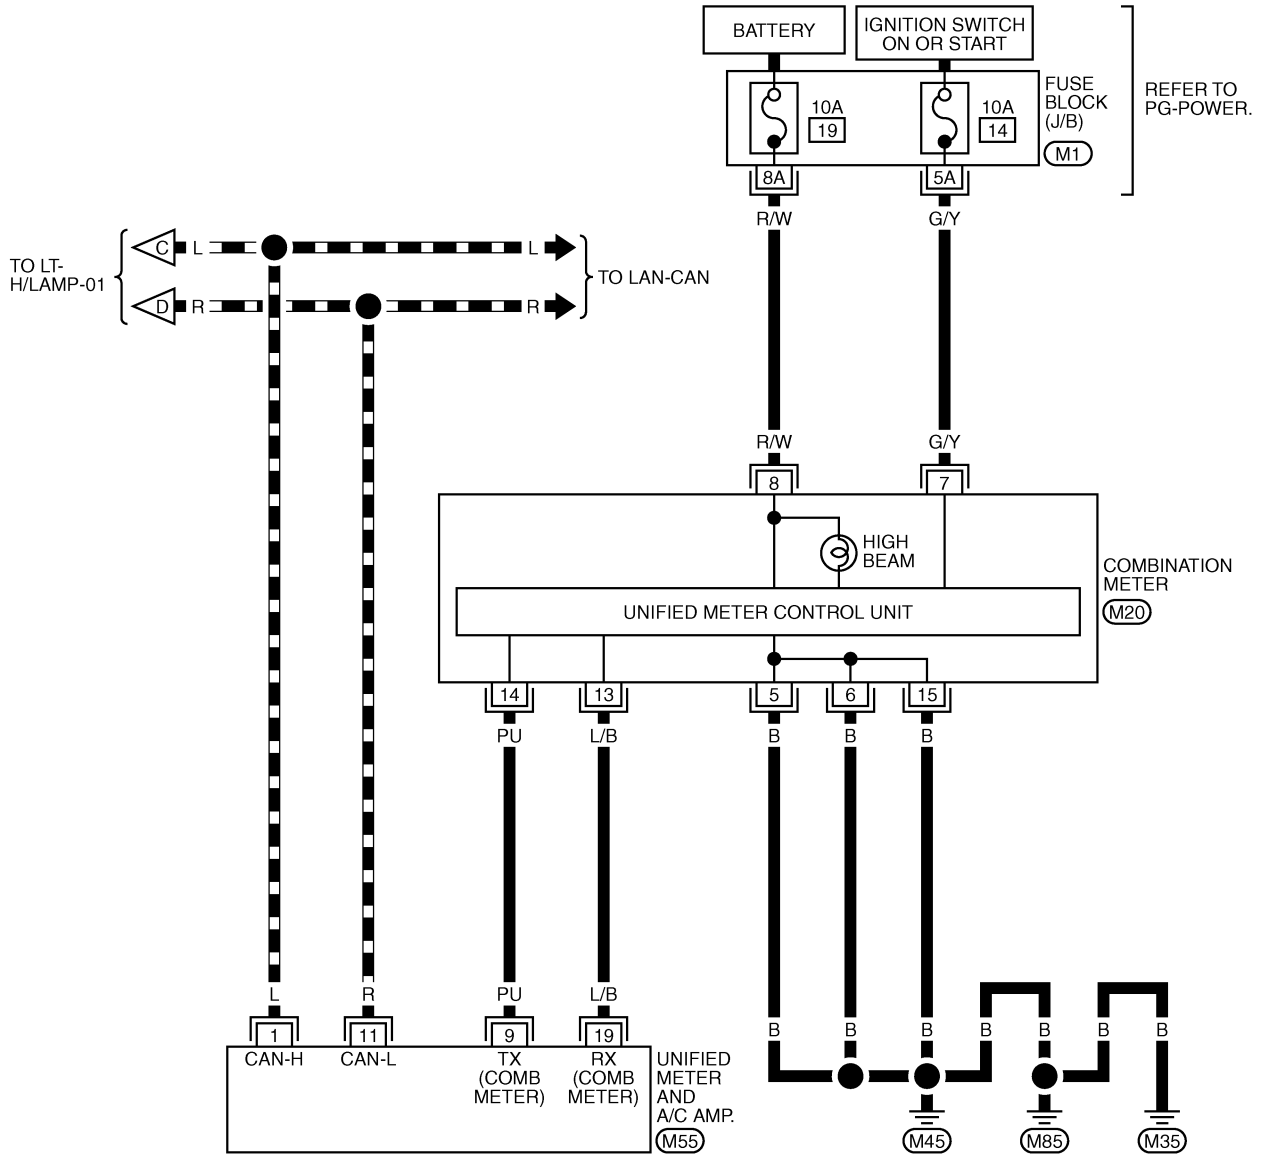 BATTERY
IGNITION SWITCH
ON OR START
10A
19
10A
14
FUSE
BLOCK
(J/B)
M1
REFER TO
PG-POWER.
8A
5A
R/W
G/Y
TO LT-
H/LAMP-01
C
L
L
D
R
R
TO LAN-CAN
R/W
G/Y
8
7
HIGH
BEAM
UNIFIED METER CONTROL UNIT
COMBINATION
METER
M20
14
13
5
6
15
PU
L/B
B
B
B
L
R
PU
L/B
B
B
B
B
B
B
B
1
11
9
19
CAN-H
CAN-L
TX
(COMB
METER)
RX
(COMB
METER)
UNIFIED
METER
AND
A/C AMP.
M55
M45
M85
M35